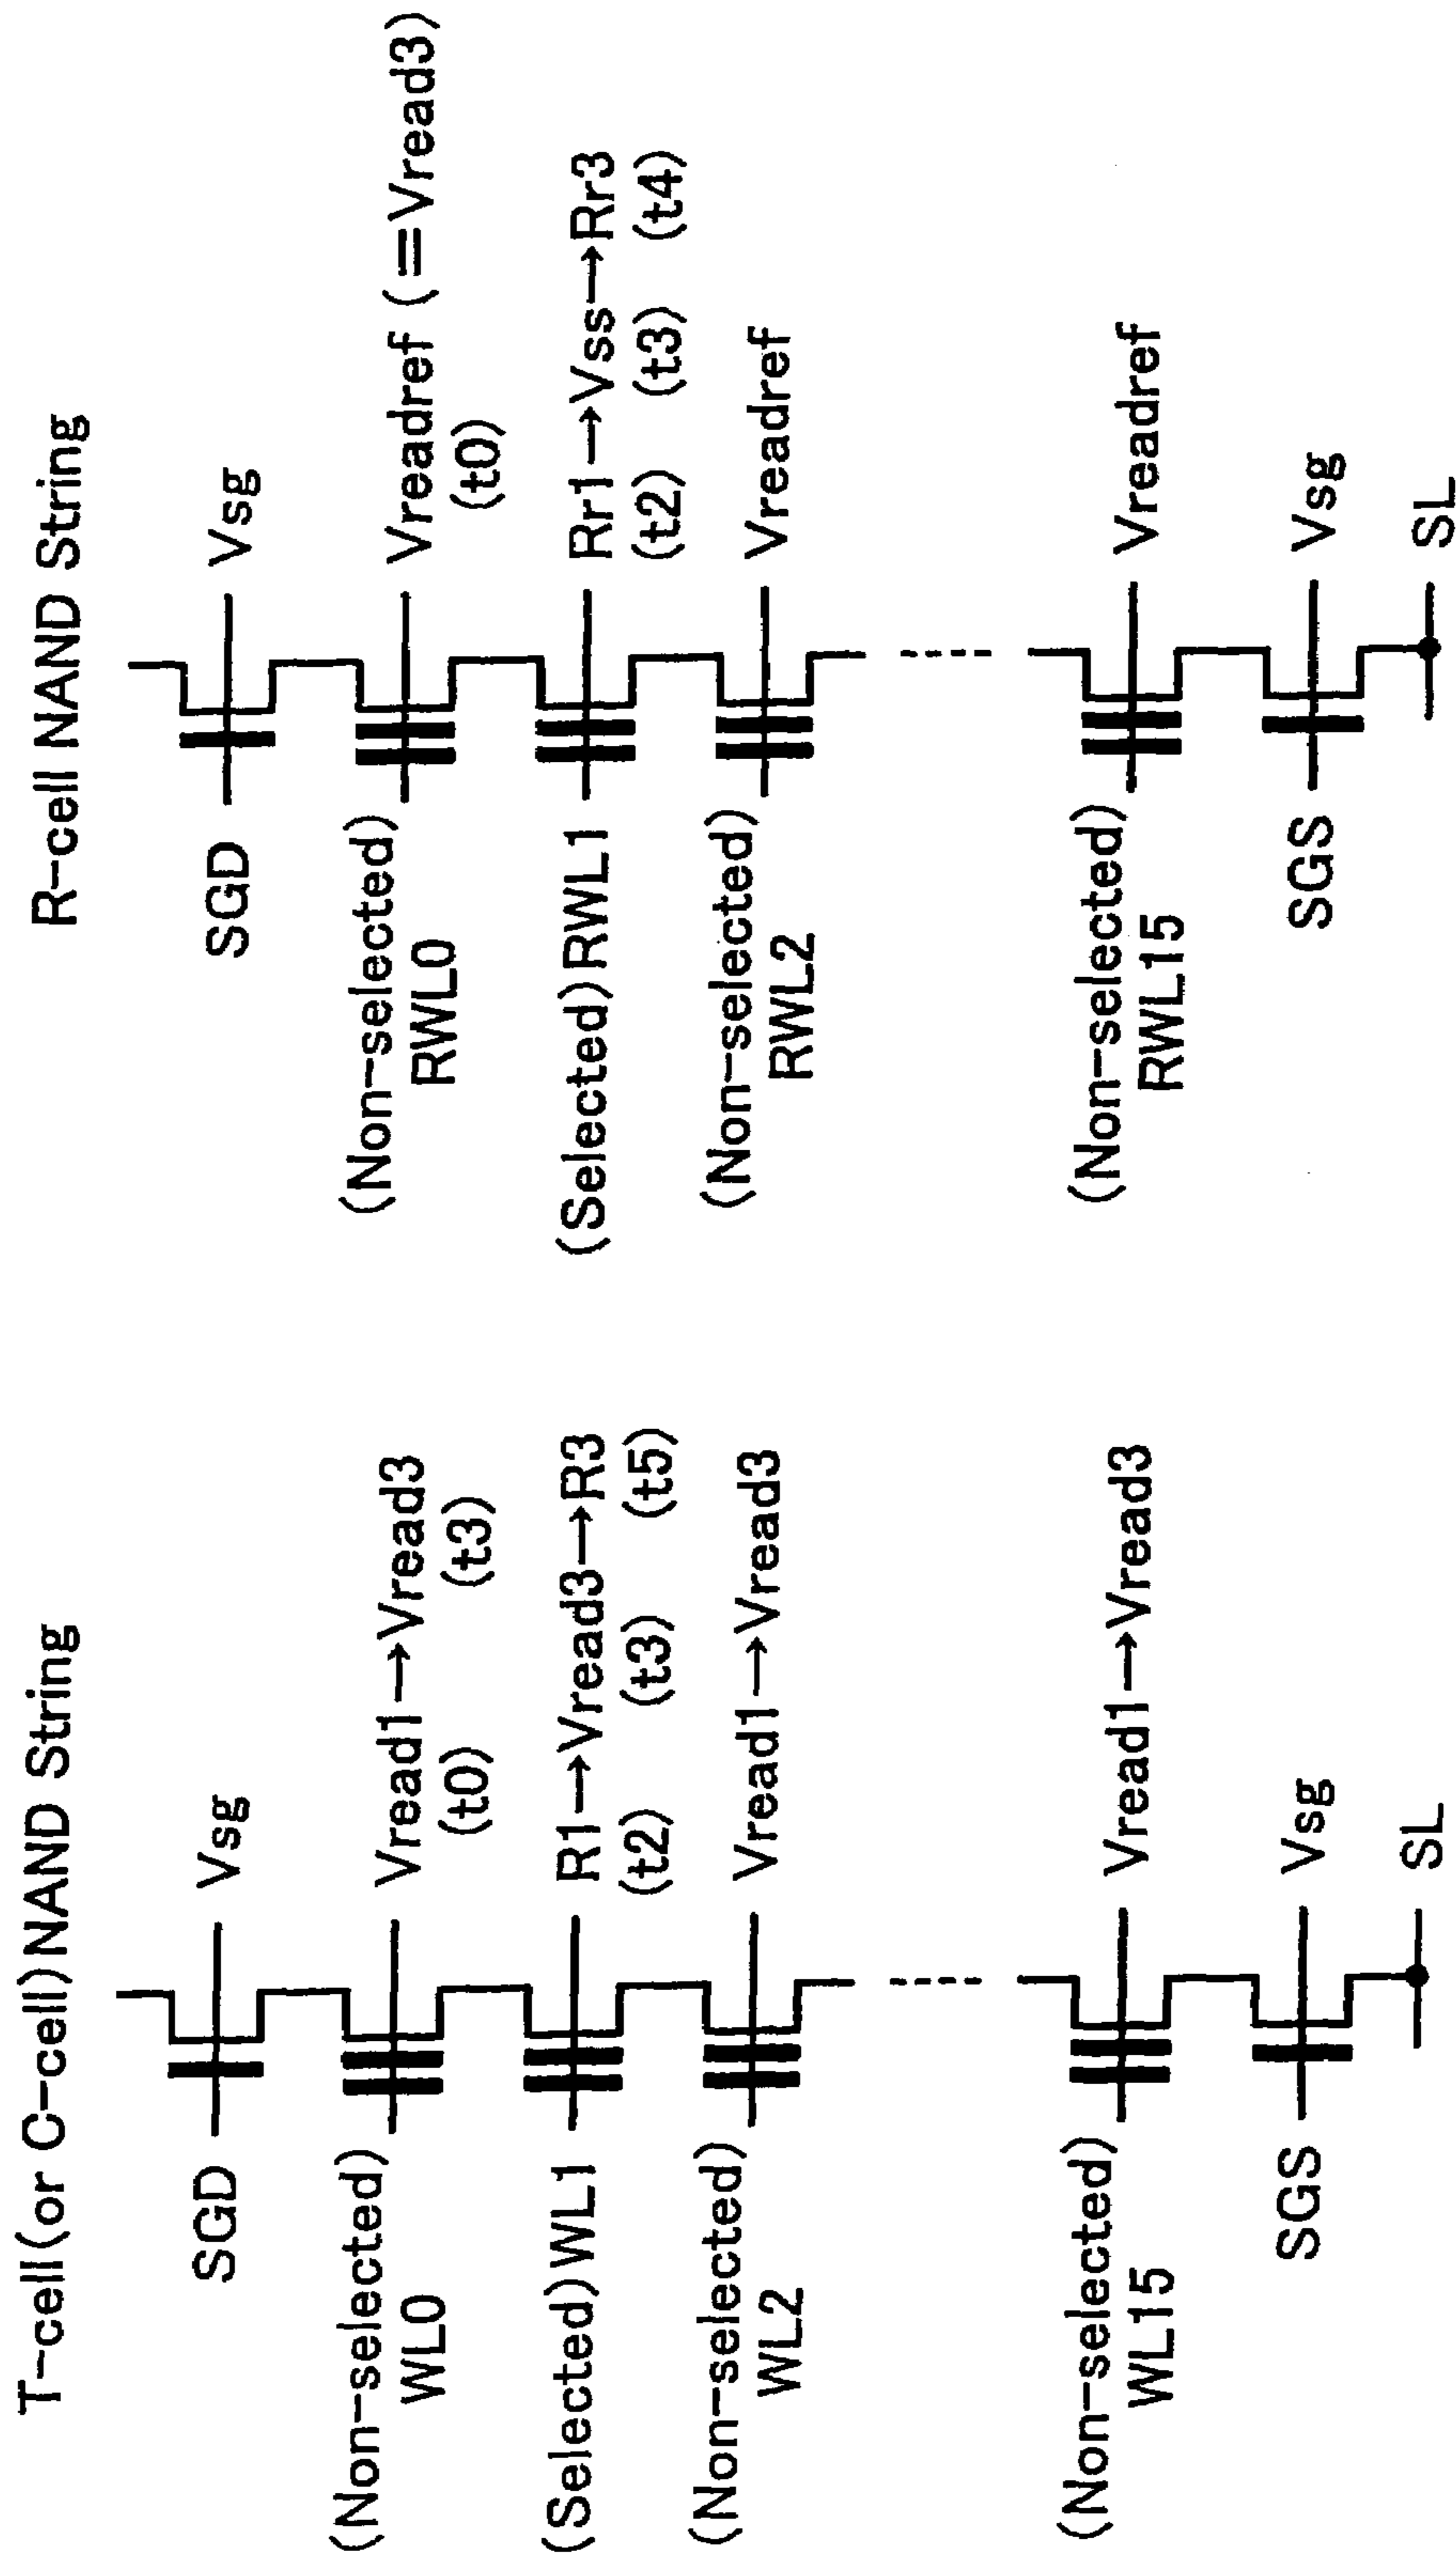 T-cell(or C-cell)NAND String
SGD
Vsg
(Non-selected)
WL0
Vread1→Vread3
(t0) (t3)
(Selected)WL1
R1→Vread3→R3
(t2) (t3) (t5)
(Non-selected)
WL2
Vread1→Vread3
(Non-selected)
WL15
Vread1→Vread3
SGS
Vsg
SL
R-cell NAND String
SGD
Vsg
(Non-selected)
RWL0
Vreadref (=Vread3)
(t0)
(Selected)RWL1
Rr1→Vss→Rr3
(t2) (t3) (t4)
(Non-selected)
RWL2
Vreadref
(Non-selected)
RWL15
Vreadref
SGS
Vsg
SL